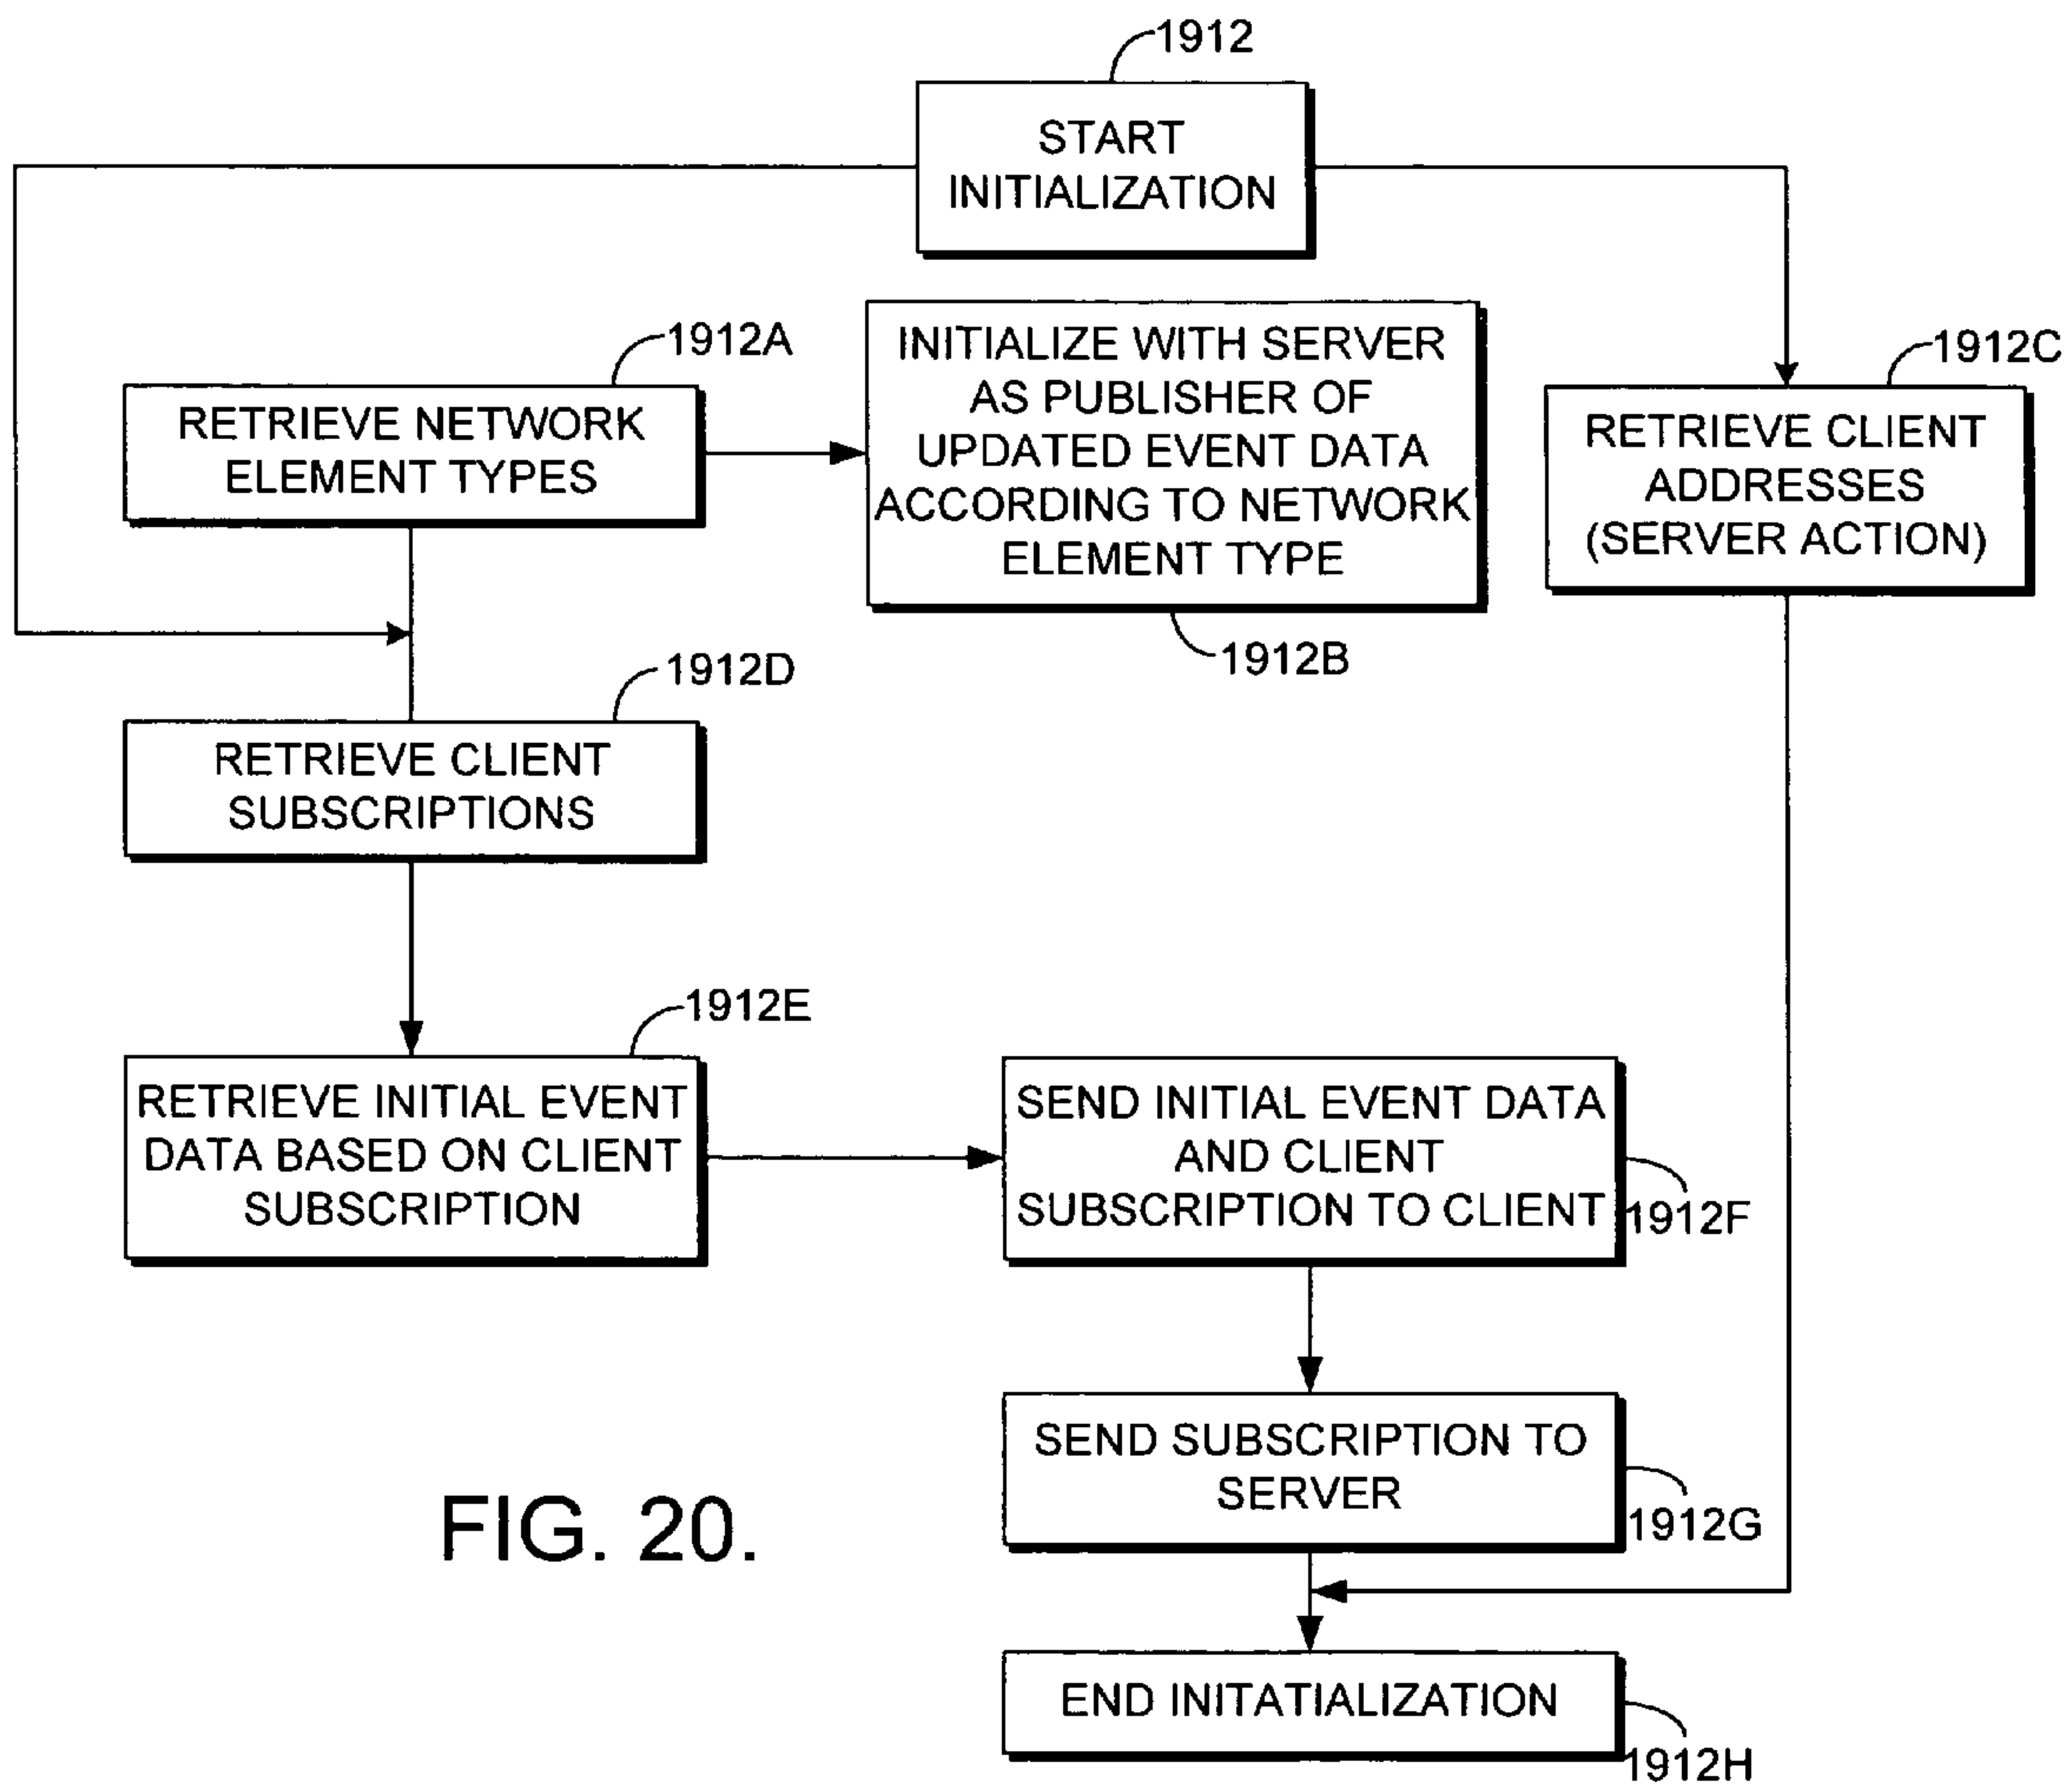 1912
START
INITIALIZATION
1912A
RETRIEVE NETWORK
ELEMENT TYPES
INITIALIZE WITH SERVER
AS PUBLISHER OF
UPDATED EVENT DATA
ACCORDING TO NETWORK
ELEMENT TYPE
1912B
1912C
RETRIEVE CLIENT
ADDRESSES
(SERVER ACTION)
1912D
RETRIEVE CLIENT
SUBSCRIPTIONS
1912E
RETRIEVE INITIAL EVENT
DATA BASED ON CLIENT
SUBSCRIPTION
SEND INITIAL EVENT DATA
AND CLIENT
SUBSCRIPTION TO CLIENT
1912F
SEND SUBSCRIPTION TO
SERVER
1912G
END INITATIALIZATION
1912H
FIG. 20.